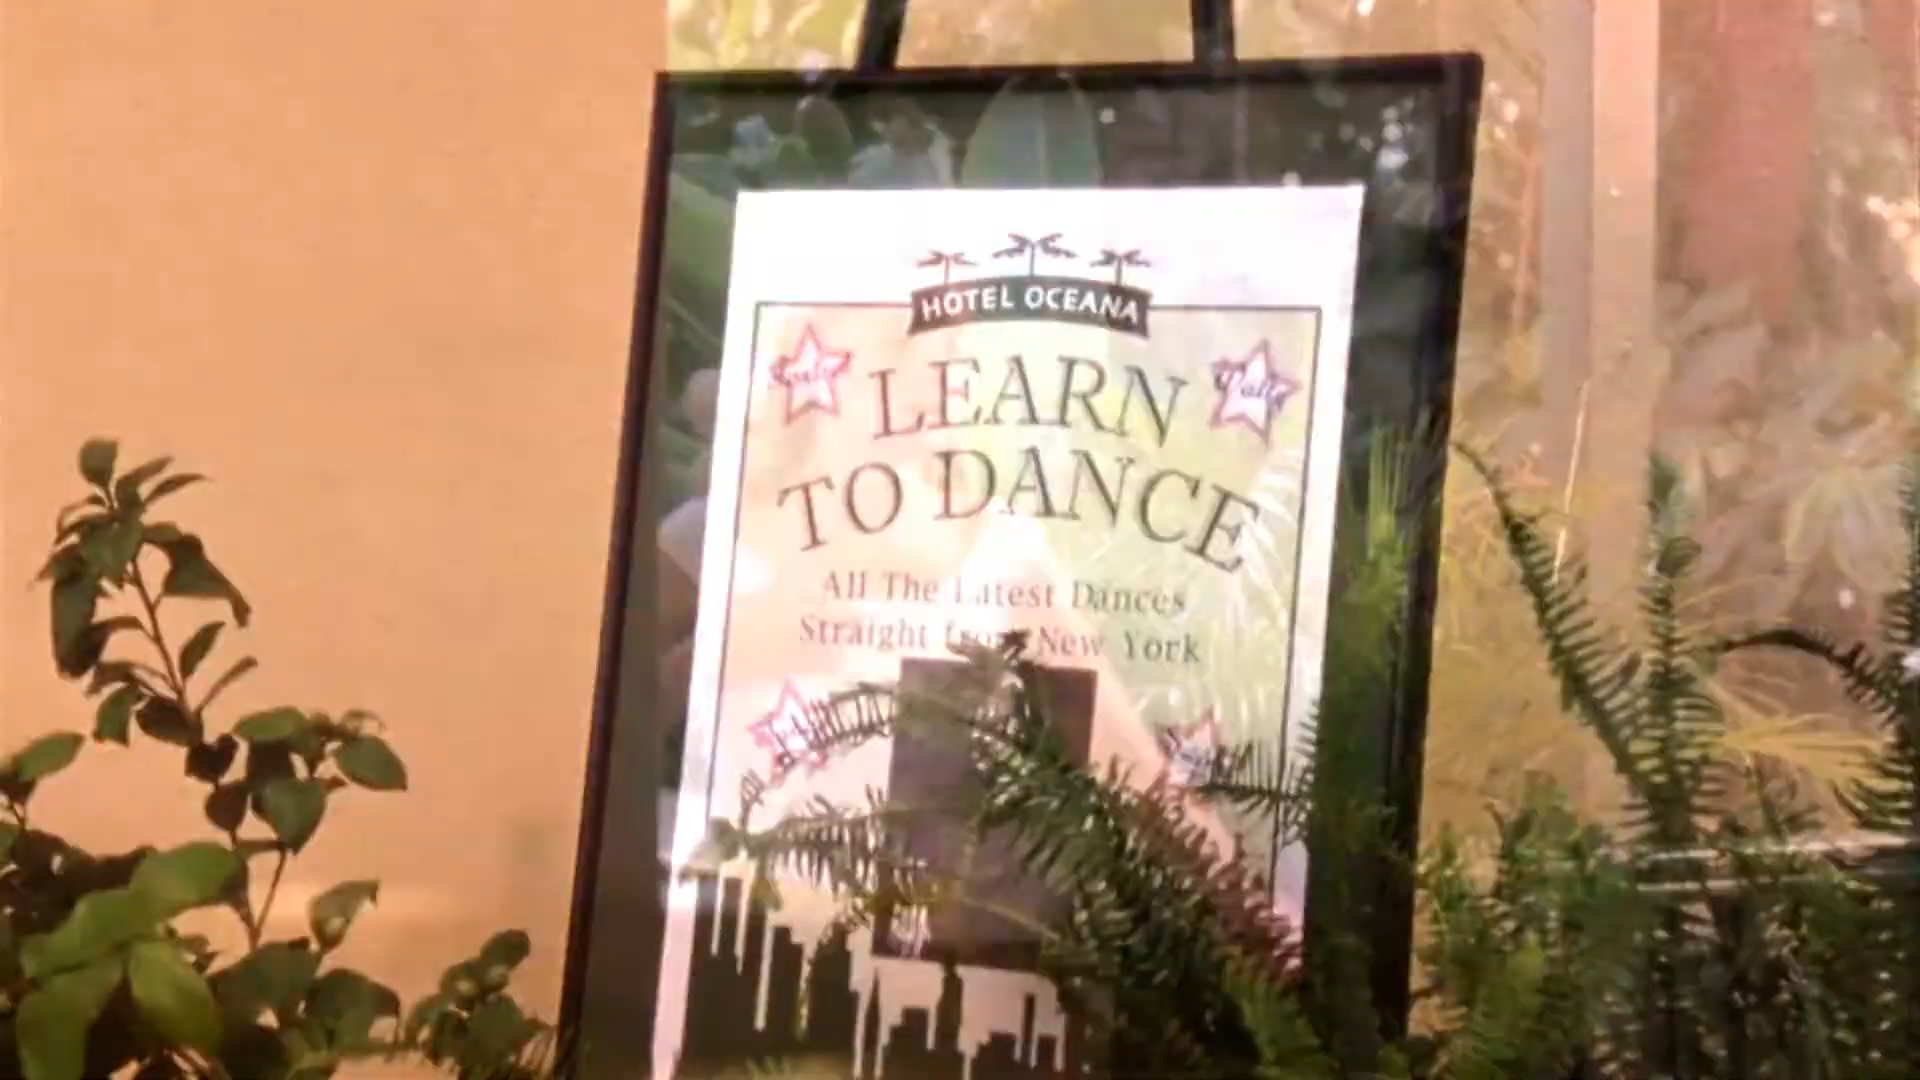 HOTEL OCEANA
LEARN
TO DANCE
All The Latest Dances
Straight from New York